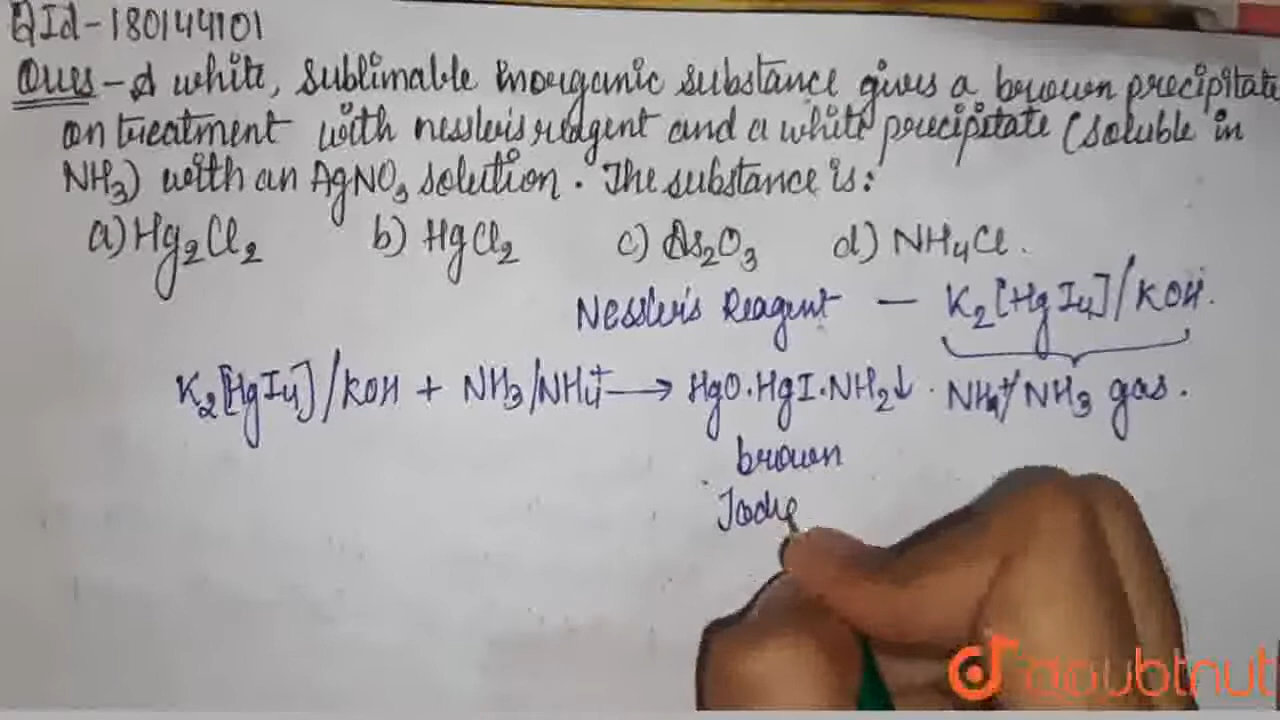 QId-180144101
Ques - A white, sublimable inorganic substance gives a brown precipitate
on treatment with nessler's reagent and a white precipitate (soluble in
NH3) with an AgNO3 solution. The substance is:
a) Hg2Cl2 b) HgCl2 c) As2O3 d) NH4Cl.
Nessler's Reagent — K2[HgI4]/KOH.
K2[HgI4]/KOH + NH3/NH4+ → HgO.HgI.NH2↓. NH4+/NH3 gas.
brown
Iod
doubtnut